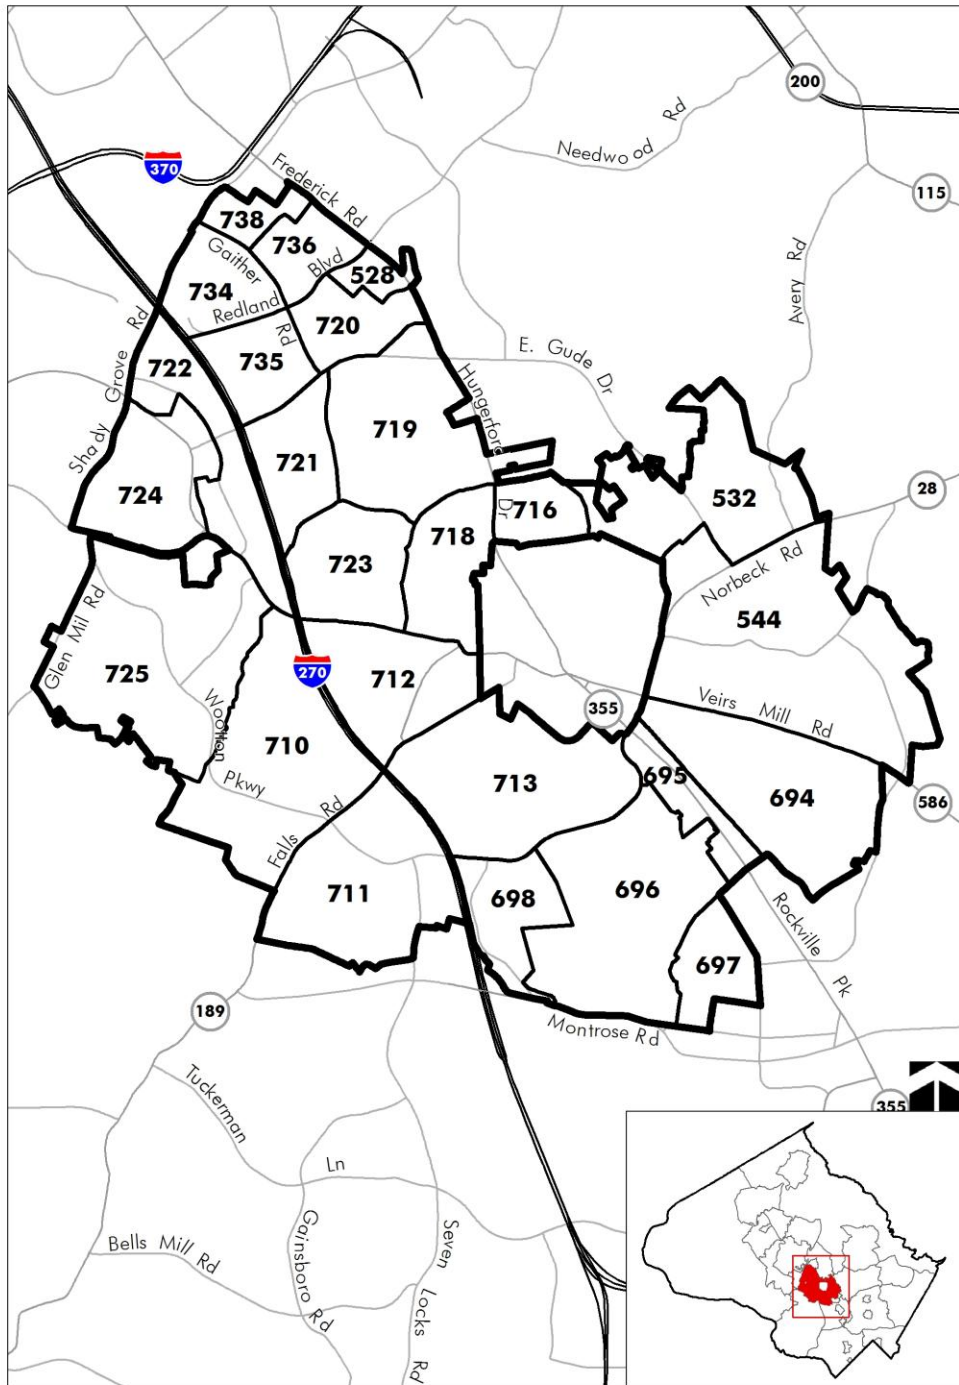 200
Needwood Rd
370
Frederick Rd
115
738
736
Gaither Rd
Blvd
528
Avery Rd
734
Redland
720
Shady Grove Rd
E. Gude Dr
722
735
Hungerford Dr
719
721
724
28
532
716
718
723
Norbeck Rd
544
Glen Mil Rd
725
270
712
Veirs Mill Rd
355
Wootton Pkwy
710
713
695
694
586
Falls Rd
711
698
696
Rockville Pk
697
189
Montrose Rd
355
Tuckerman Ln
Gainsboro Rd
Seven Locks Rd
Bells Mill Rd